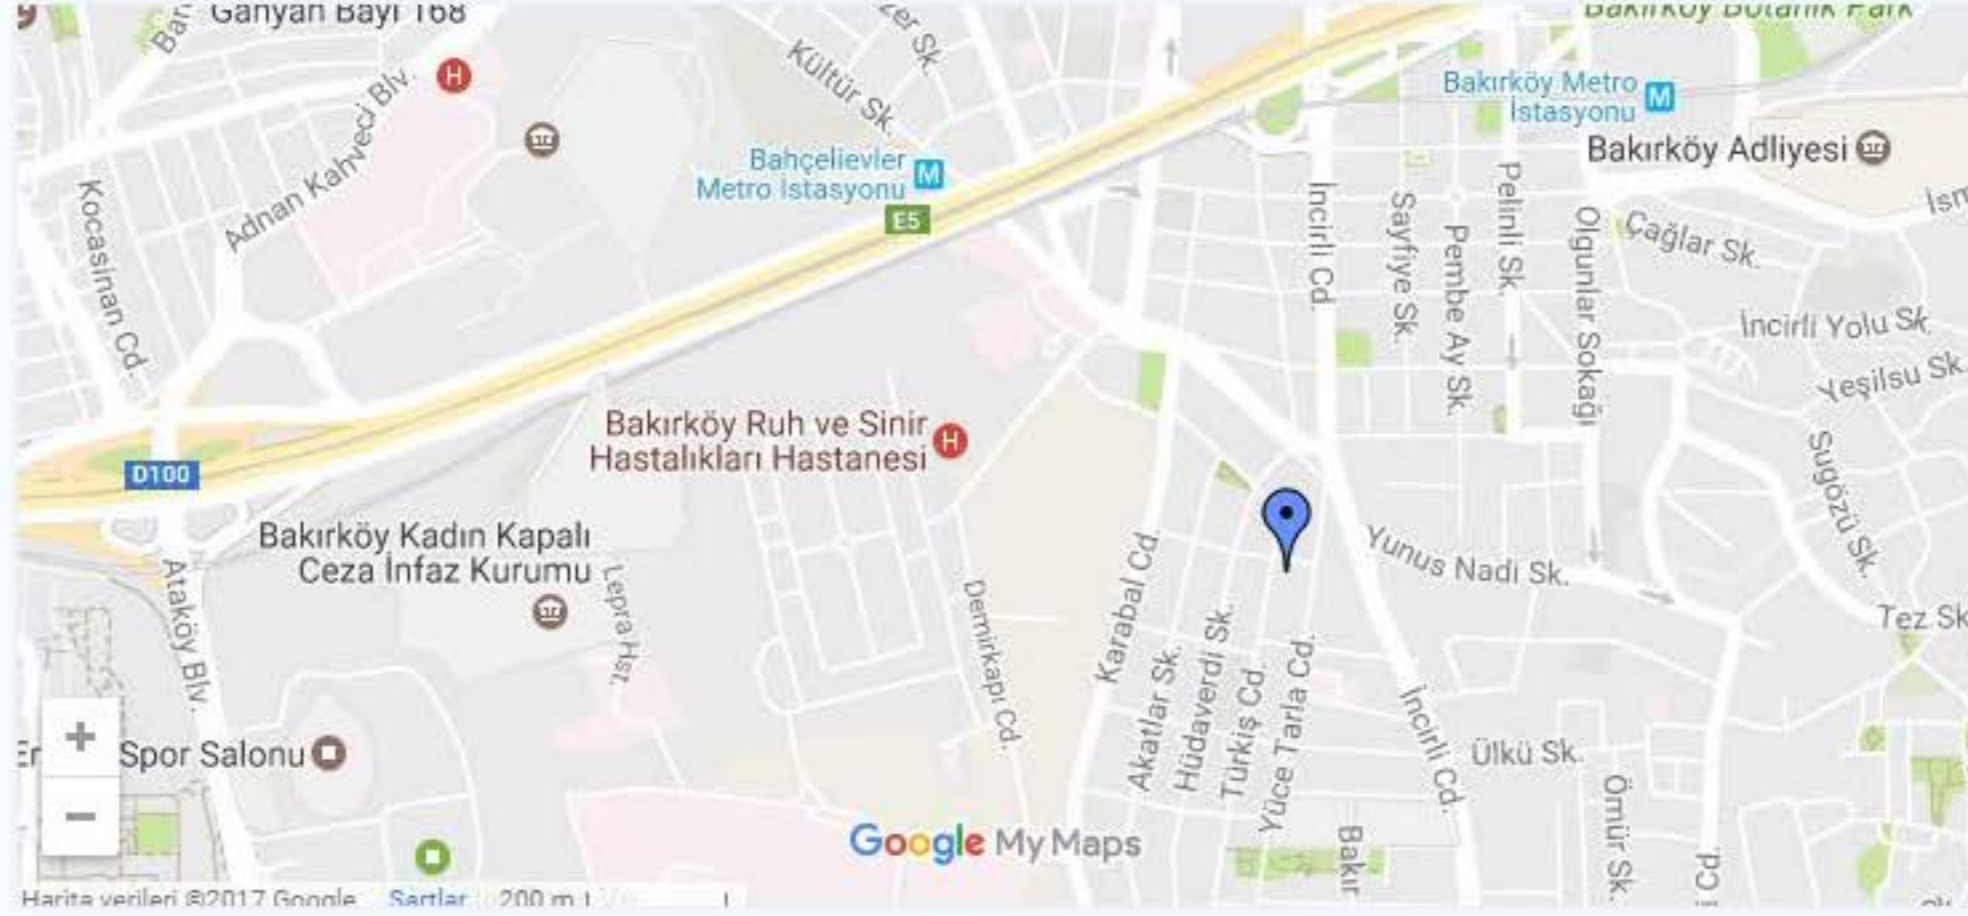 Ganyan Bayi 168
Bakırköy Botanik Park
zer Sk.
Kültür Sk.
Adnan Kahveci Blv.
Kocasinan Cd.
Bahçelievler
Metro İstasyonu
M
H
E5
Bakırköy Metro
İstasyonu
M
Bakırköy Adliyesi
İncirli Cd.
Sayfiye Sk.
Pembe Ay Sk.
Pelinli Sk.
Olgunlar Sokağı
Çağlar Sk.
İncirli Yolu Sk
Yeşilsu Sk.
Sugözü Sk.
Tez Sk
D100
Bakırköy Ruh ve Sinir
Hastalıkları Hastanesi
H
Bakırköy Kadın Kapalı
Ceza İnfaz Kurumu
Ataköy Blv.
Lepra Hst.
Demirkapı Cd.
Karabal Cd.
Akatlar Sk.
Hüdaverdi Sk.
Türkiş Cd.
Yüce Tarla Cd.
Yunus Nadi Sk.
İncirli Cd.
Ülkü Sk.
Ömür Sk.
Bakır
i Cd.
+
Spor Salonu
−
Google My Maps
Harita verileri ©2017 Google
Şartlar
200 m